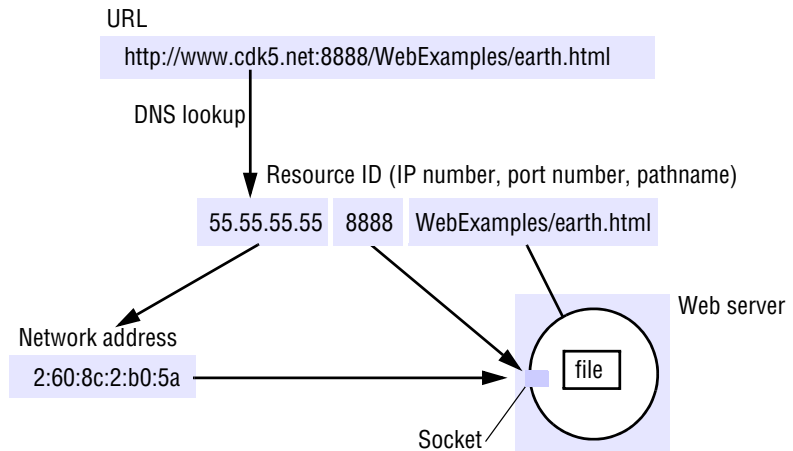 URL
http://www.cdk5.net:8888/WebExamples/earth.html
DNS lookup
Resource ID (IP number, port number, pathname)
55.55.55.55 8888 WebExamples/earth.html
Web server
Network address
file
2:60:8c:2:b0:5a
Socket